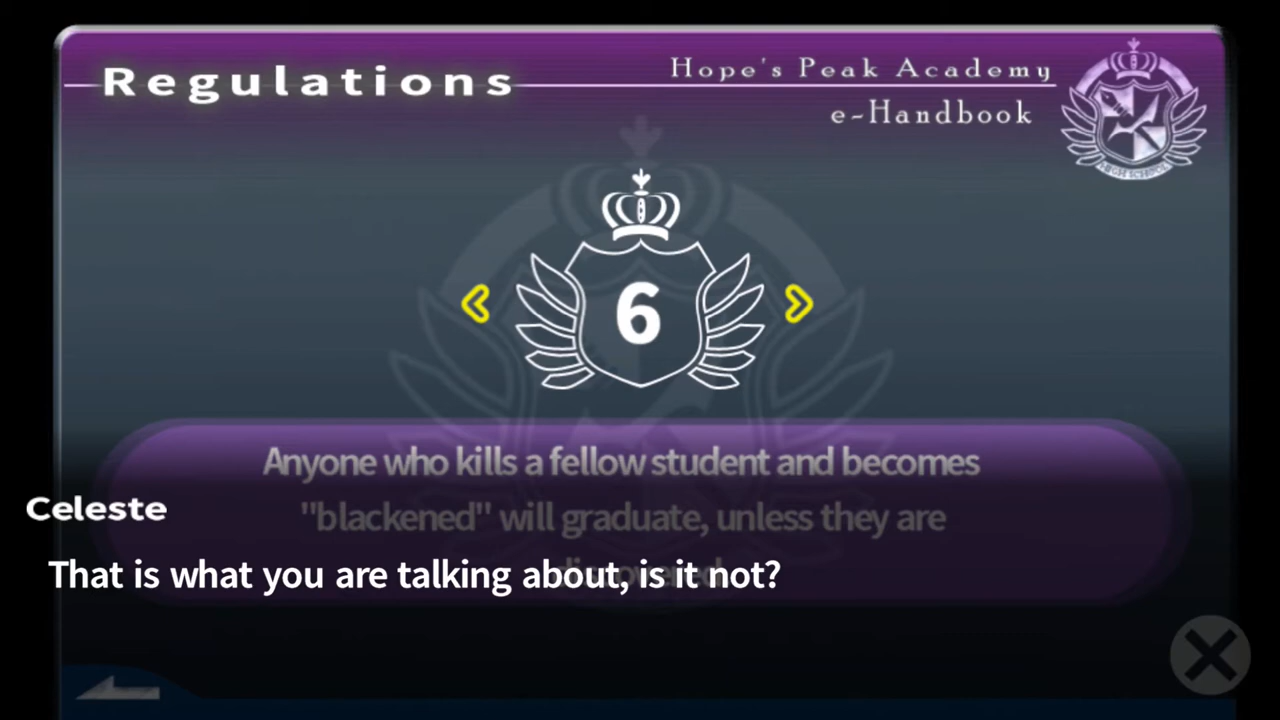 Regulations
Hope's Peak Academy
e-Handbook
6
Anyone who kills a fellow student and becomes
"blackened" will graduate, unless they are
Celeste
That is what you are talking about, is it not?